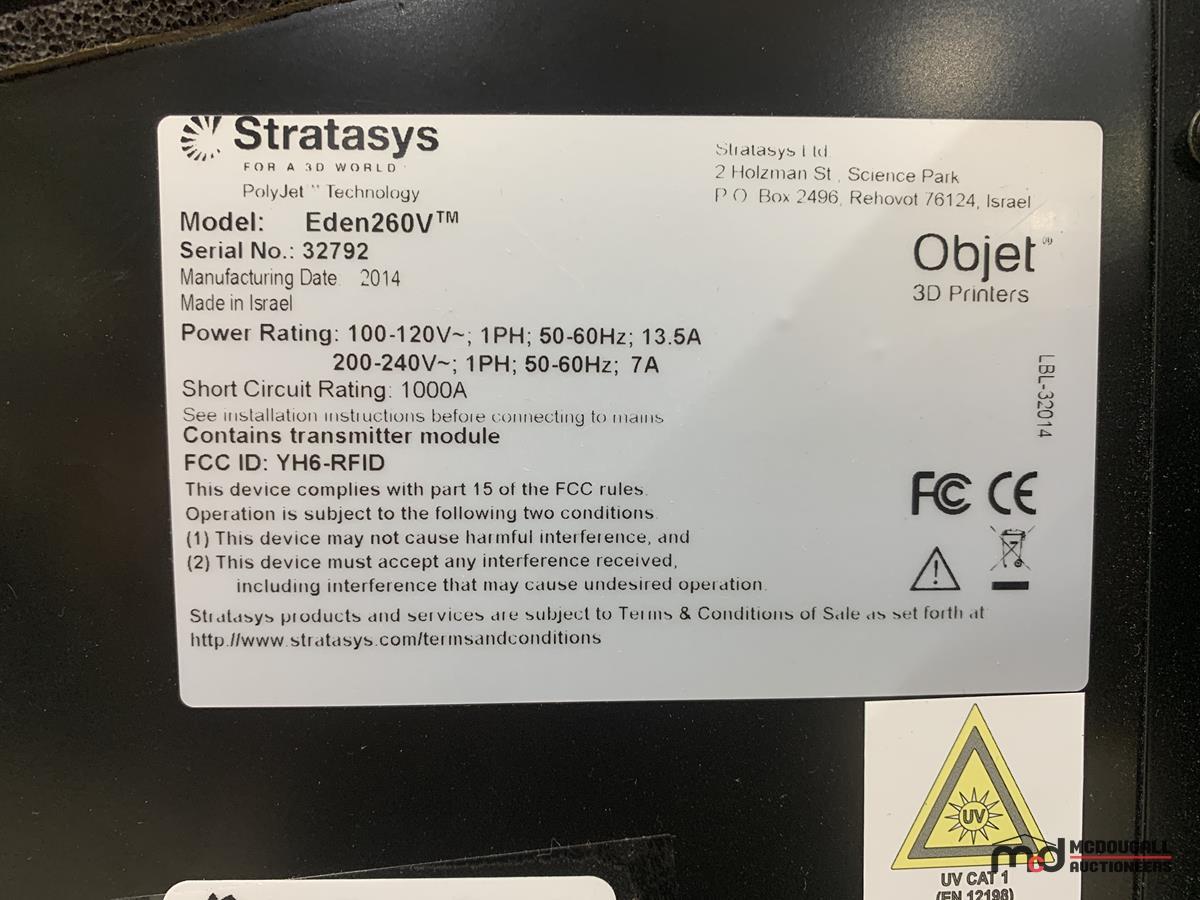 Stratasys
FOR A 3D WORLD
PolyJet™ Technology
Stratasys Ltd.
2 Holzman St., Science Park
P.O. Box 2496, Rehovot 76124, Israel
Model: Eden260V™
Serial No.: 32792
Manufacturing Date: 2014
Made in Israel
Objet®
3D Printers
Power Rating: 100-120V~; 1PH; 50-60Hz; 13.5A
200-240V~; 1PH; 50-60Hz; 7A
Short Circuit Rating: 1000A
See installation instructions before connecting to mains
Contains transmitter module
FCC ID: YH6-RFID
This device complies with part 15 of the FCC rules.
Operation is subject to the following two conditions.
(1) This device may not cause harmful interference, and
(2) This device must accept any interference received,
including interference that may cause undesired operation.
Stratasys products and services are subject to Terms & Conditions of Sale as set forth at
http://www.stratasys.com/termsandconditions
LBL-32014
FC CE
UV
UV CAT 1
(EN 12198)
mcd MCDOUGALL
AUCTIONEERS